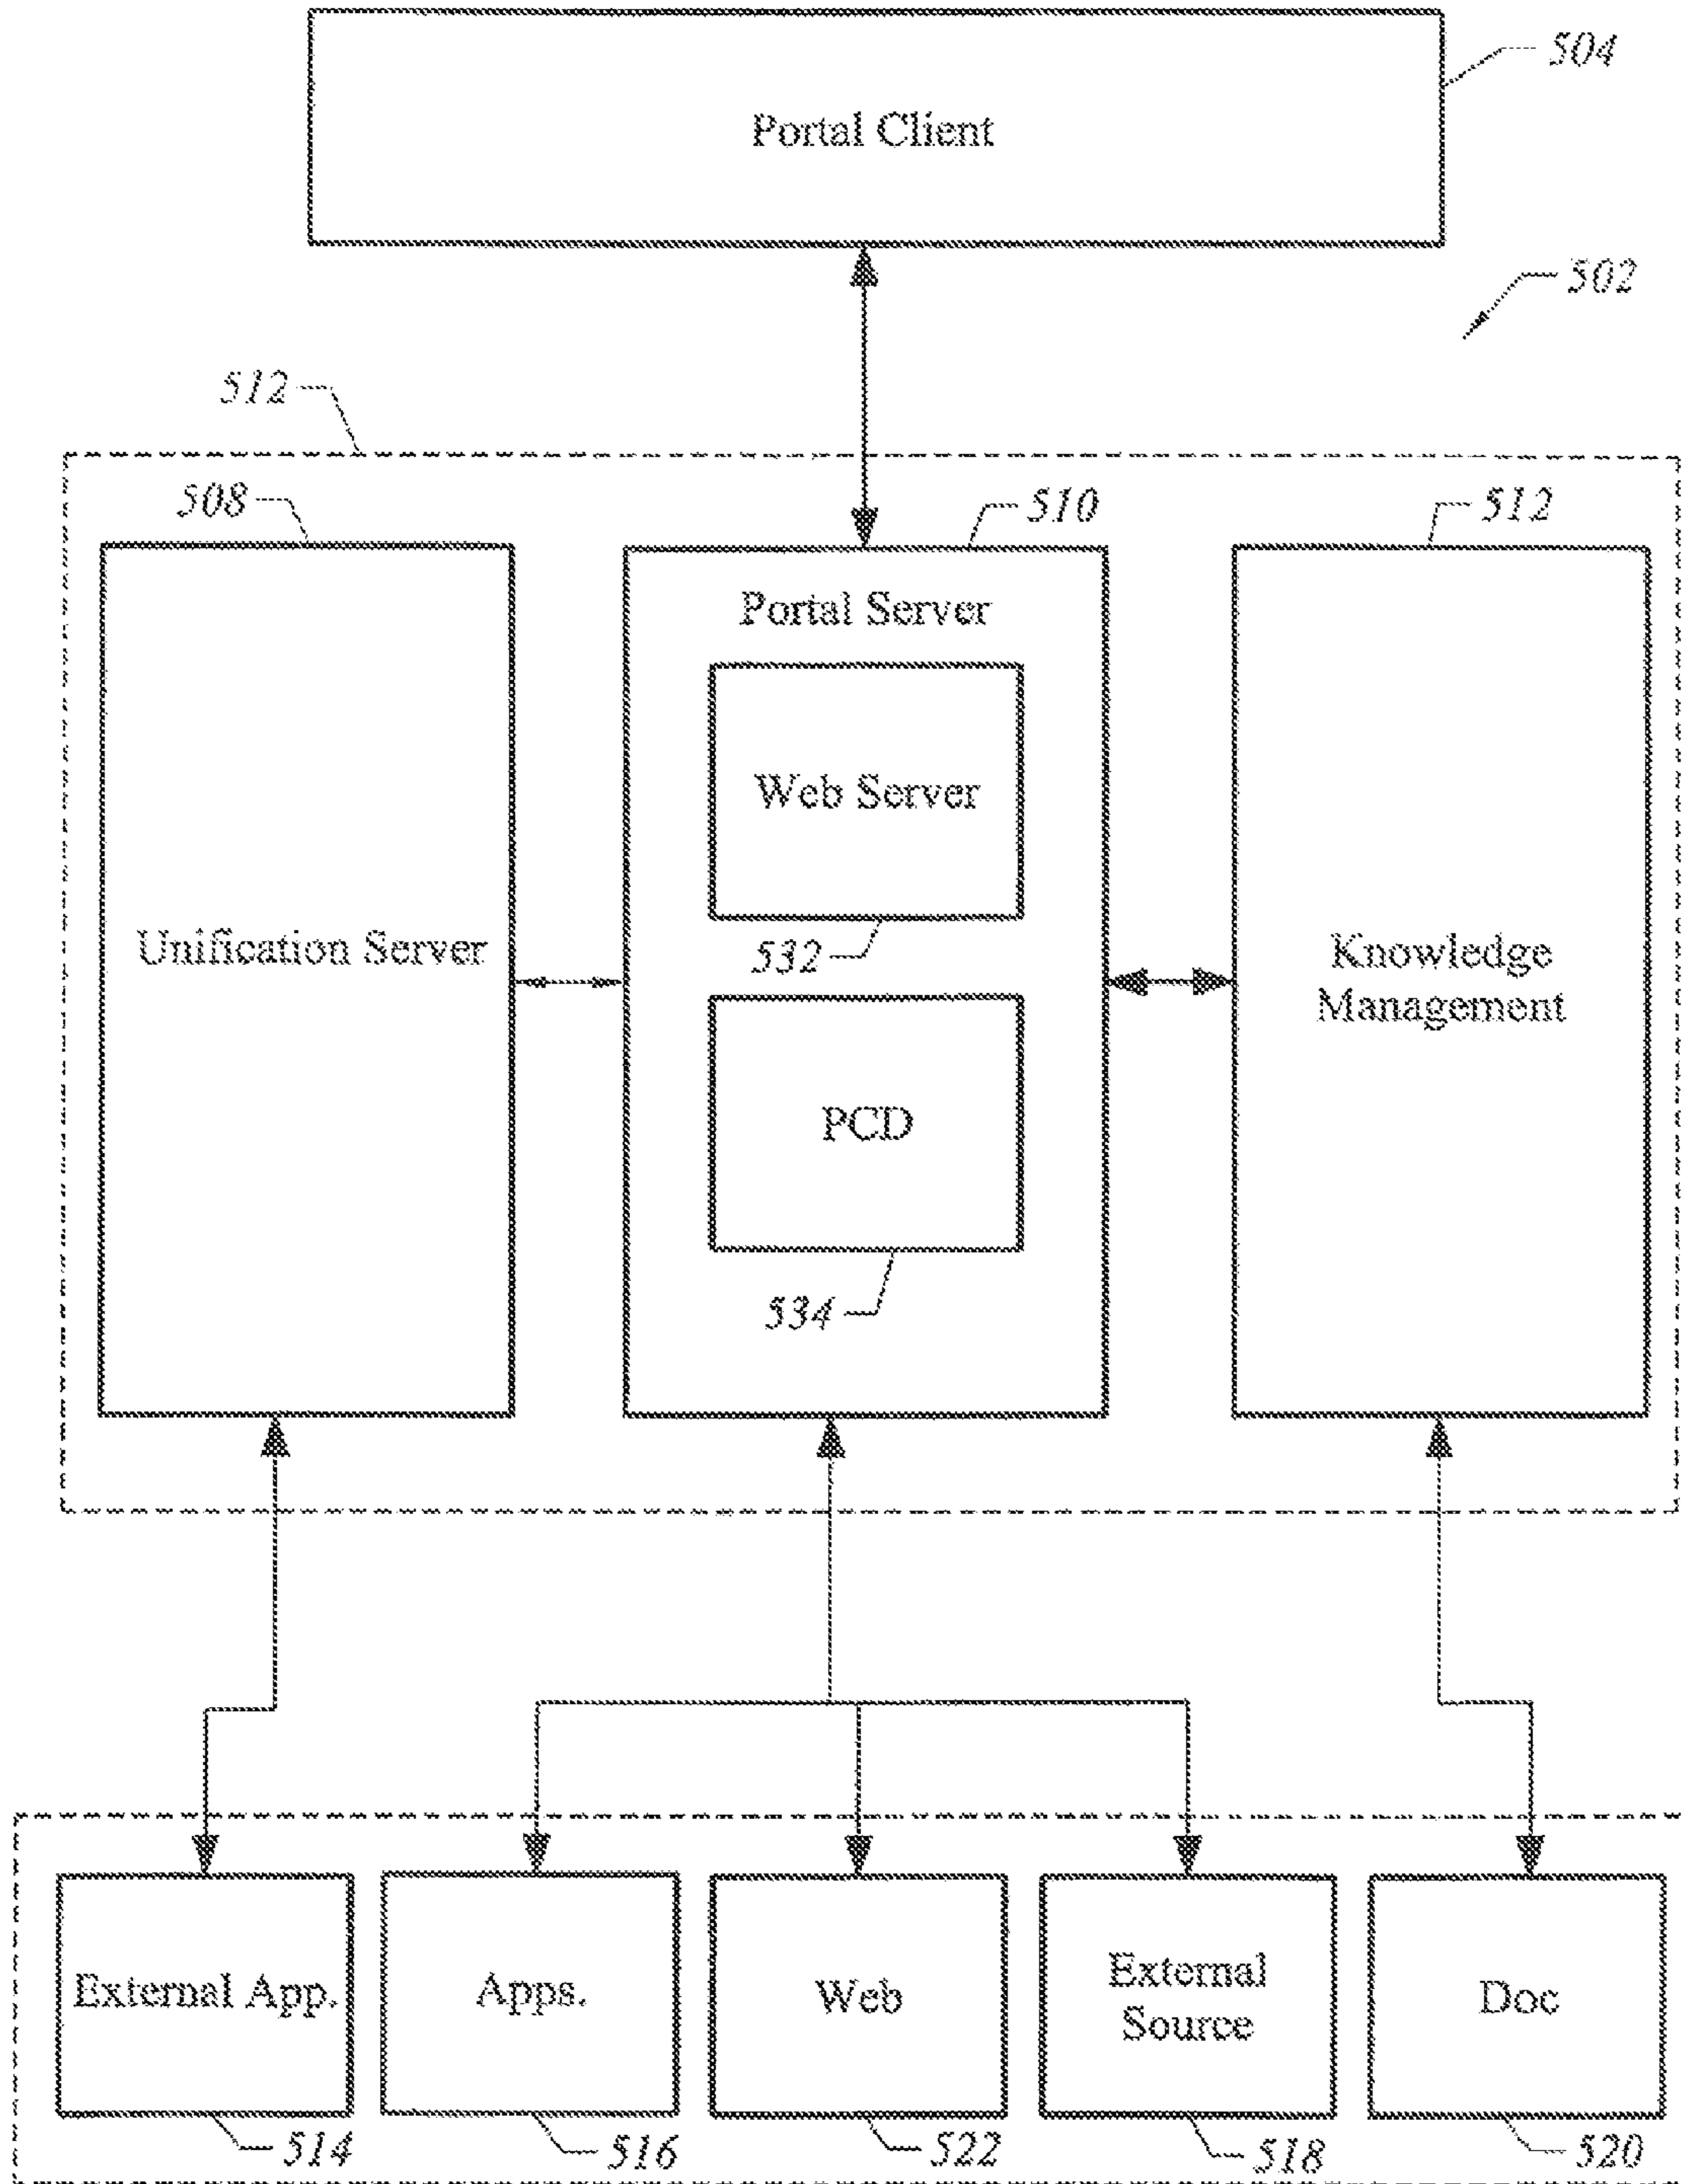 504
Portal Client
502
512
508
510
512
Portal Server
Web Server
532
Unification Server
Knowledge
Management
PCD
534
External App.
Apps.
Web
External
Source
Doc
514
516
522
518
520